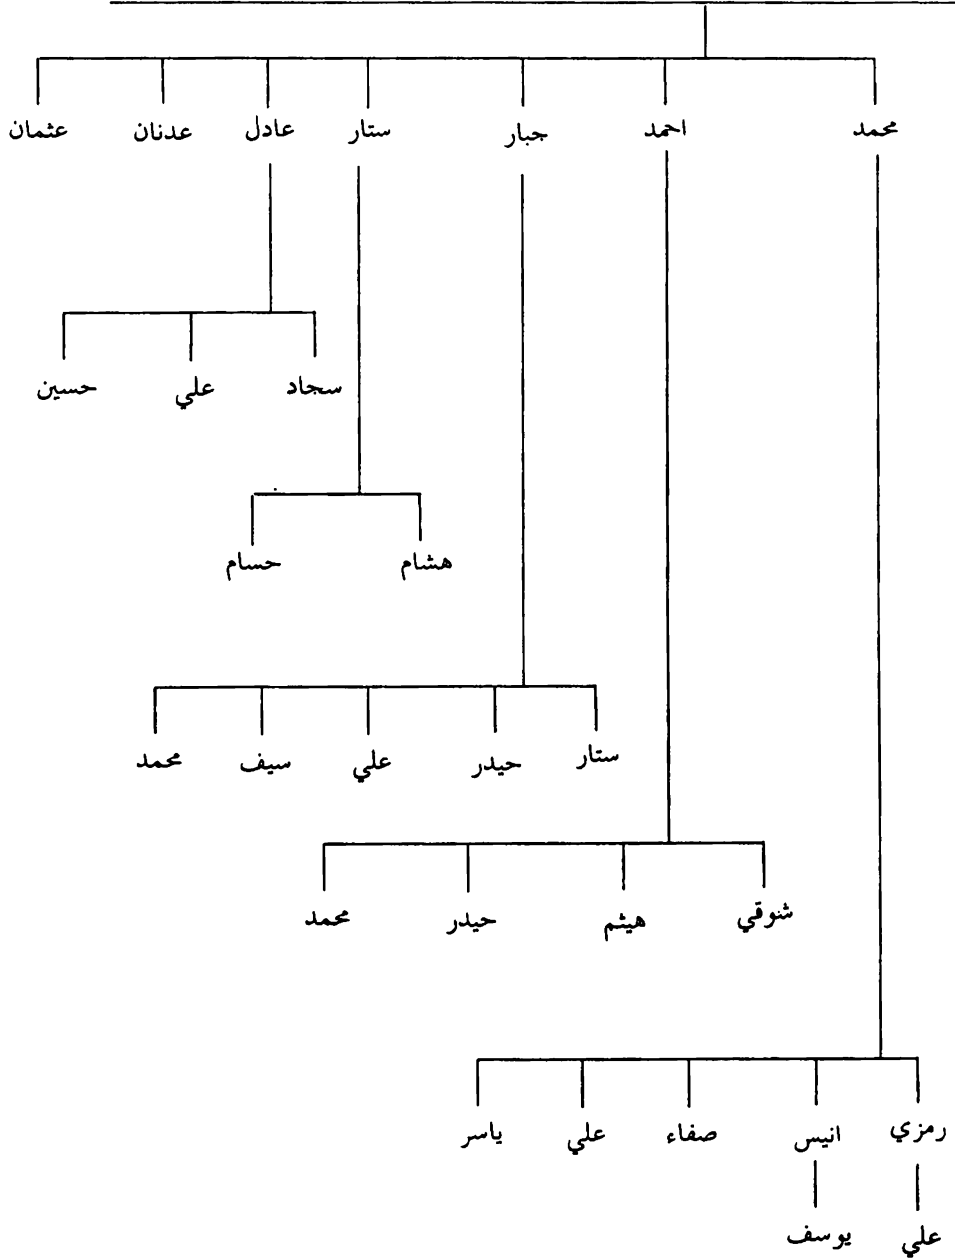 محمد احمد جبار ستار عادل عدنان عثمان
سجاد علي حسين
هشام حسام
ستار حيدر علي سيف محمد
شنوقي هيثم حيدر محمد
رمزي انيس صفاء علي ياسر
علي يوسف